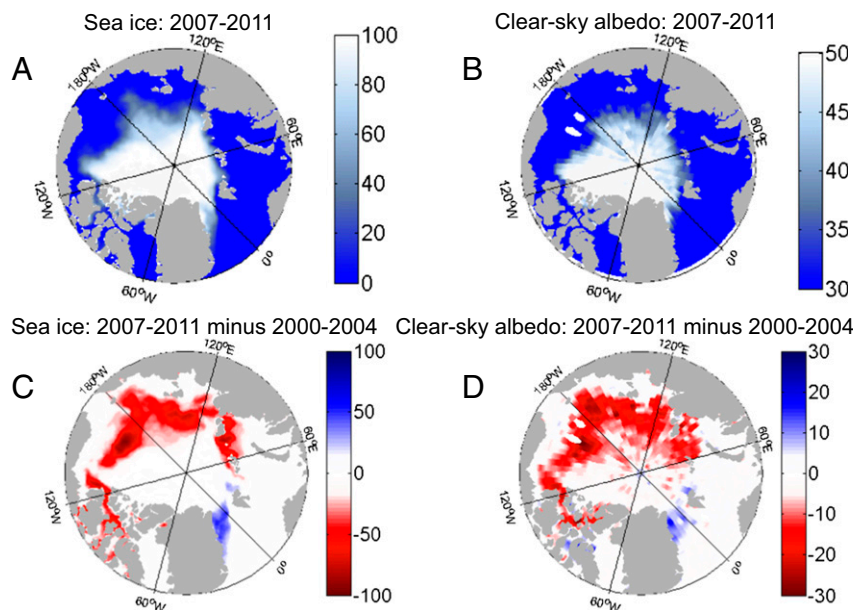 Sea ice: 2007-2011
A
180°W
120°E
60°E
0°
60°W
120°W
100
80
60
40
20
0
Clear-sky albedo: 2007-2011
B
180°W
120°E
60°E
0°
60°W
120°W
50
45
40
35
30
Sea ice: 2007-2011 minus 2000-2004
C
180°W
120°E
60°E
0°
60°W
120°W
100
50
0
-50
-100
Clear-sky albedo: 2007-2011 minus 2000-2004
D
180°W
120°E
60°E
0°
60°W
120°W
30
20
10
0
-10
-20
-30